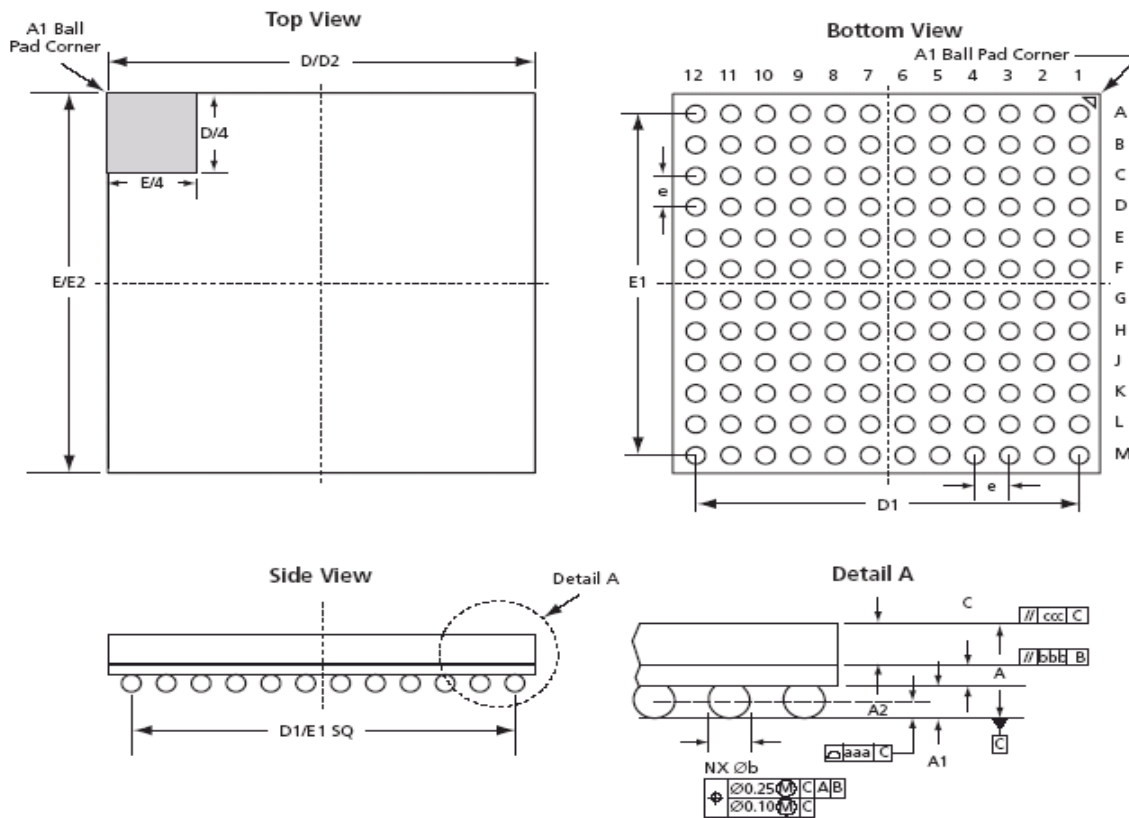 Top View
A1 Ball
Pad Corner
D/D2
D/4
E/4
E/E2
Bottom View
A1 Ball Pad Corner
12 11 10 9 8 7 6 5 4 3 2 1
A
B
C
D
E
F
G
H
J
K
L
M
e
E1
e
D1
Side View
Detail A
D1/E1 SQ
Detail A
C
// ccc C
// bbb B
A
A2
aaa C
A1
C
NX Øb
Ø0.25 M C A B
Ø0.10 M C